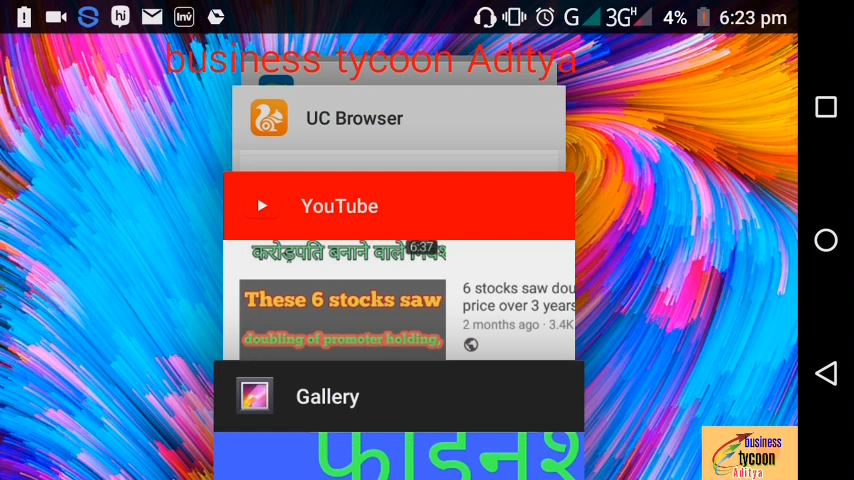 hi
Inv
G
3G
H
4%
6:23 pm
business tycoon Aditya
UC Browser
YouTube
करोड़पति बनाने वाले
6:37
These 6 stocks saw
doubling of promoter holding,
6 stocks saw dou
price over 3 years
2 months ago · 3.4K
Gallery
business
tycoon
Aditya